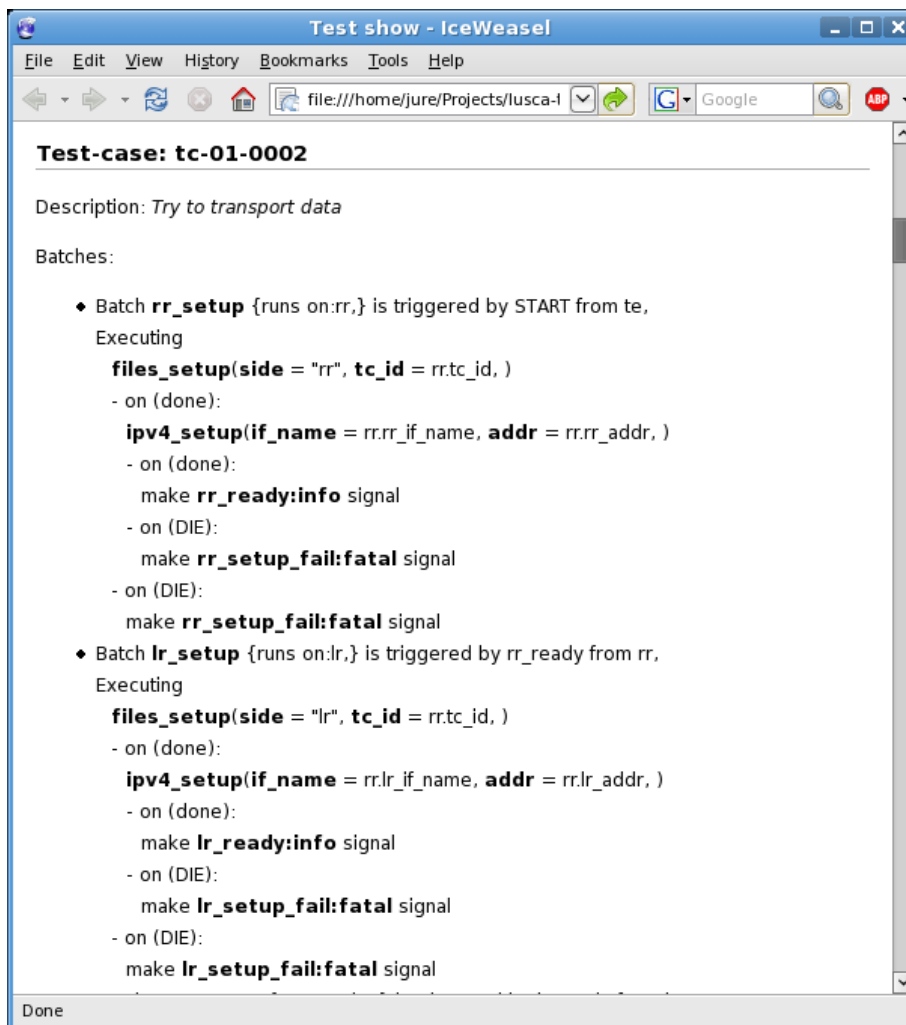 Test show - IceWeasel
File Edit View History Bookmarks Tools Help
file:///home/jure/Projects/lusca-t G Google ABP
Test-case: tc-01-0002
Description: Try to transport data
Batches:
◆ Batch rr_setup {runs on:rr,} is triggered by START from te,
Executing
files_setup(side = "rr", tc_id = rr.tc_id, )
- on (done):
ipv4_setup(if_name = rr.rr_if_name, addr = rr.rr_addr, )
- on (done):
make rr_ready:info signal
- on (DIE):
make rr_setup_fail:fatal signal
- on (DIE):
make rr_setup_fail:fatal signal
◆ Batch lr_setup {runs on:lr,} is triggered by rr_ready from rr,
Executing
files_setup(side = "lr", tc_id = rr.tc_id, )
- on (done):
ipv4_setup(if_name = rr.lr_if_name, addr = rr.lr_addr, )
- on (done):
make lr_ready:info signal
- on (DIE):
make lr_setup_fail:fatal signal
- on (DIE):
make lr_setup_fail:fatal signal
Done